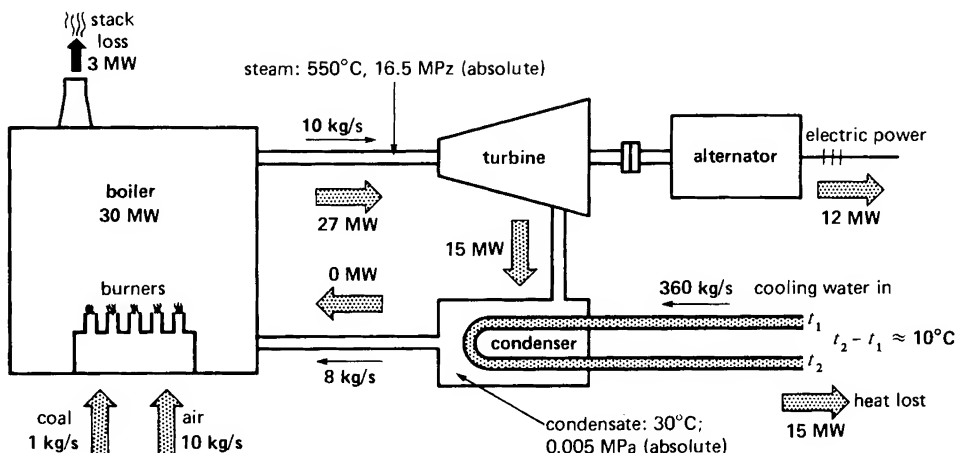 stack
loss
3 MW
steam: 550°C, 16.5 MPz (absolute)
10 kg/s
turbine
alternator
electric power
boiler
30 MW
27 MW
12 MW
15 MW
0 MW
burners
360 kg/s
cooling water in
t₁
t₂ − t₁ ≈ 10°C
condenser
t₂
8 kg/s
heat lost
15 MW
coal
1 kg/s
air
10 kg/s
condensate: 30°C;
0.005 MPa (absolute)